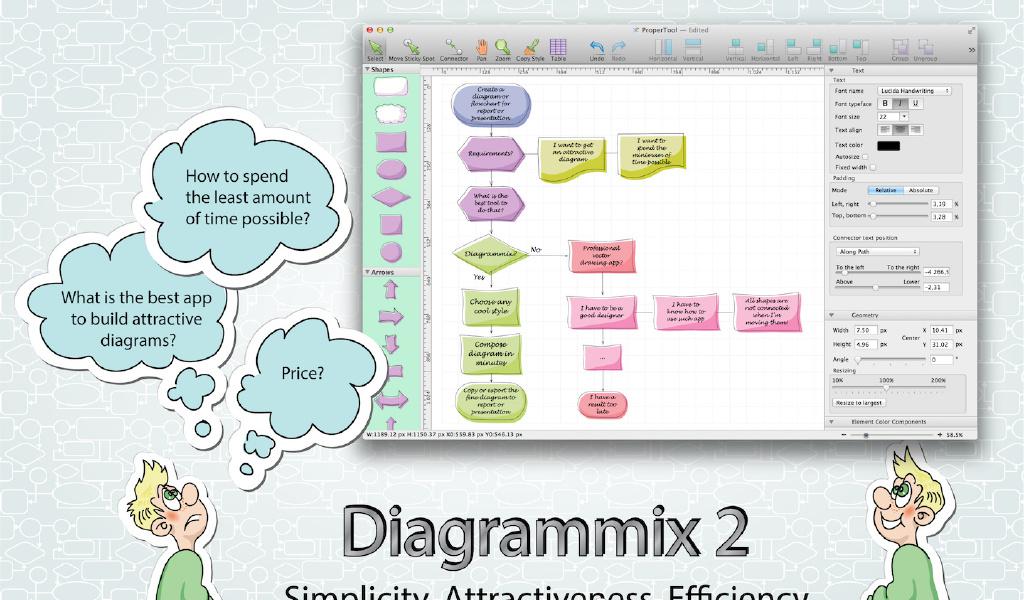 ProperTool — Edited
Select Move Sticky Spot Connector Pan Zoom Copy Style Table Undo Redo Horizontal Vertical Vertical Horizontal Left Right Bottom Top Group Ungroup
Shapes
Arrows
Create a
diagram or
flowchart for
report or
presentation
Requirements?
I want to get
an attractive
diagram
I want to
spend the
minimum of
time possible
What is the
best tool to
do that?
Diagrammix?
No
Yes
Professional
vector
drawing app?
Choose any
cool style
I have to be a
good designer
I have to
know how to
use such app
All shapes are
not connected
when I'm
moving them!
Compose
diagram in
minutes
...
Copy or export the
fine diagram to
report or
presentation
I have a
result too
late
W:1189.12 px H:1150.37 px X0:559.83 px Y0:546.13 px
58.5%
Text
Text
Font name Lucida Handwriting
Font typeface B I U
Font size 22
Text align
Text color
Autosize
Fixed width
Padding
Mode Relative Absolute
Left, right 3,19 %
Top, bottom 3,28 %
Connector text position
Along Path
To the left To the right
Above Lower
-2,31
Geometry
Width 7.50 px X 10.41 px
Center
Height 4.96 px Y 31.02 px
Angle 0 °
Resizing
10% 100% 200%
Resize to largest
Element Color Components
How to spend
the least amount
of time possible?
What is the best app
to build attractive
diagrams?
Price?
Diagrammix 2
Simplicity. Attractiveness. Efficiency